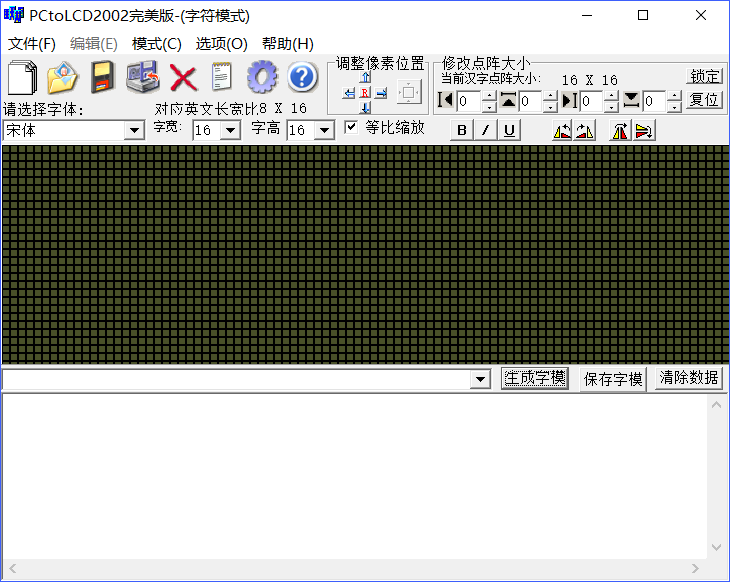 PCtoLCD2002完美版-(字符模式)
文件(F) 编辑(E) 模式(C) 选项(O) 帮助(H)
调整像素位置
R
修改点阵大小
当前汉字点阵大小: 16 X 16
锁定
0 0 0 0 复位
请选择字体: 对应英文长宽比8 X 16
宋体 字宽: 16 字高 16 等比缩放 B I U
生成字模 保存字模 清除数据